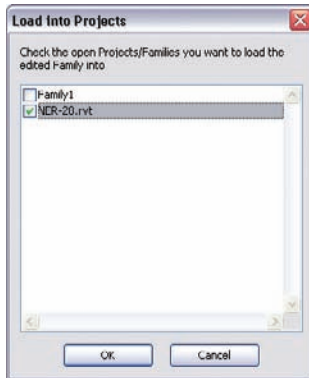 Load into Projects
Check the open Projects/Families you want to load the
edited Family into
Family1
NER-20.rvt
OK
Cancel